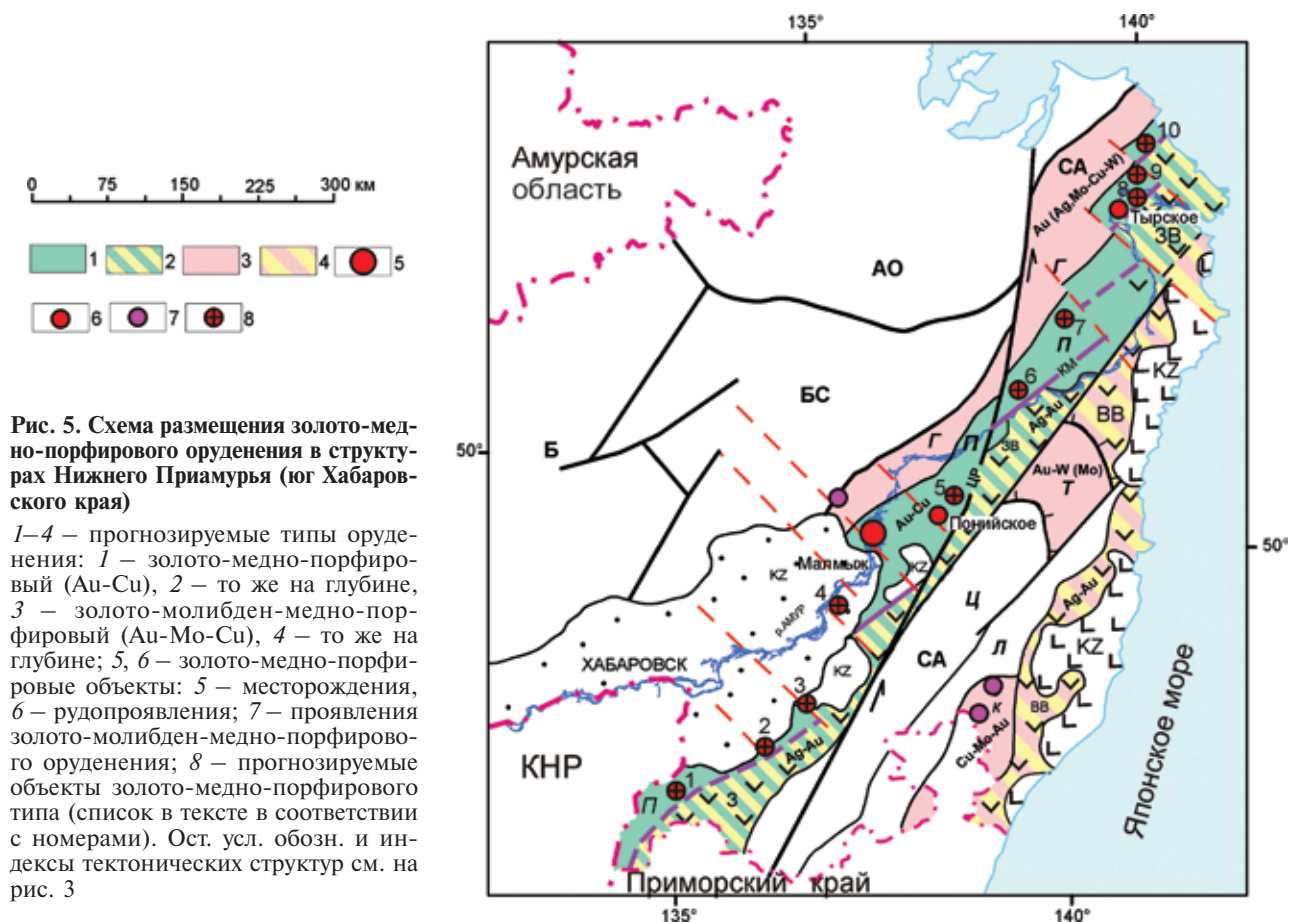 0 75 150 225 300 км
1 2 3 4 5
6 7 8
Рис. 5. Схема размещения золото-мед-
но-порфирового оруденения в структу-
рах Нижнего Приамурья (юг Хабаров-
ского края)
1–4 – прогнозируемые типы оруде-
нения: 1 – золото-медно-порфиро-
вый (Au-Cu), 2 – то же на глубине,
3 – золото-молибден-медно-пор-
фировый (Au-Mo-Cu), 4 – то же на
глубине; 5, 6 – золото-медно-порфи-
ровые объекты: 5 – месторождения,
6 – рудопроявления; 7 – проявления
золото-молибден-медно-порфирово-
го оруденения; 8 – прогнозируемые
объекты золото-медно-порфирового
типа (список в тексте в соответствии
с номерами). Ост. усл. обозн. и ин-
дексы тектонических структур см. на
рис. 3
135° 140°
Амурская
область
10
СА
9
Au (Ag,Mo-Cu-W)
8
Тырское
ЗВ
АО
Г
7
П
КМ
KZ
6
БС
ВВ
Ag-Au
Б
50°
Г
П
ЗВ
ЦР
Au-W (Mo)
Т
5
Au-Cu
Понийское
50°
Малмыж
KZ
KZ
4
р.АМУР
Ц
Ag-Au
KZ
ХАБАРОВСК
KZ
СА
Л
3
К
ВВ
2
Ag-Au
Cu-Mo-Au
КНР
1
П
З
Японское море
Приморский край
135° 140°